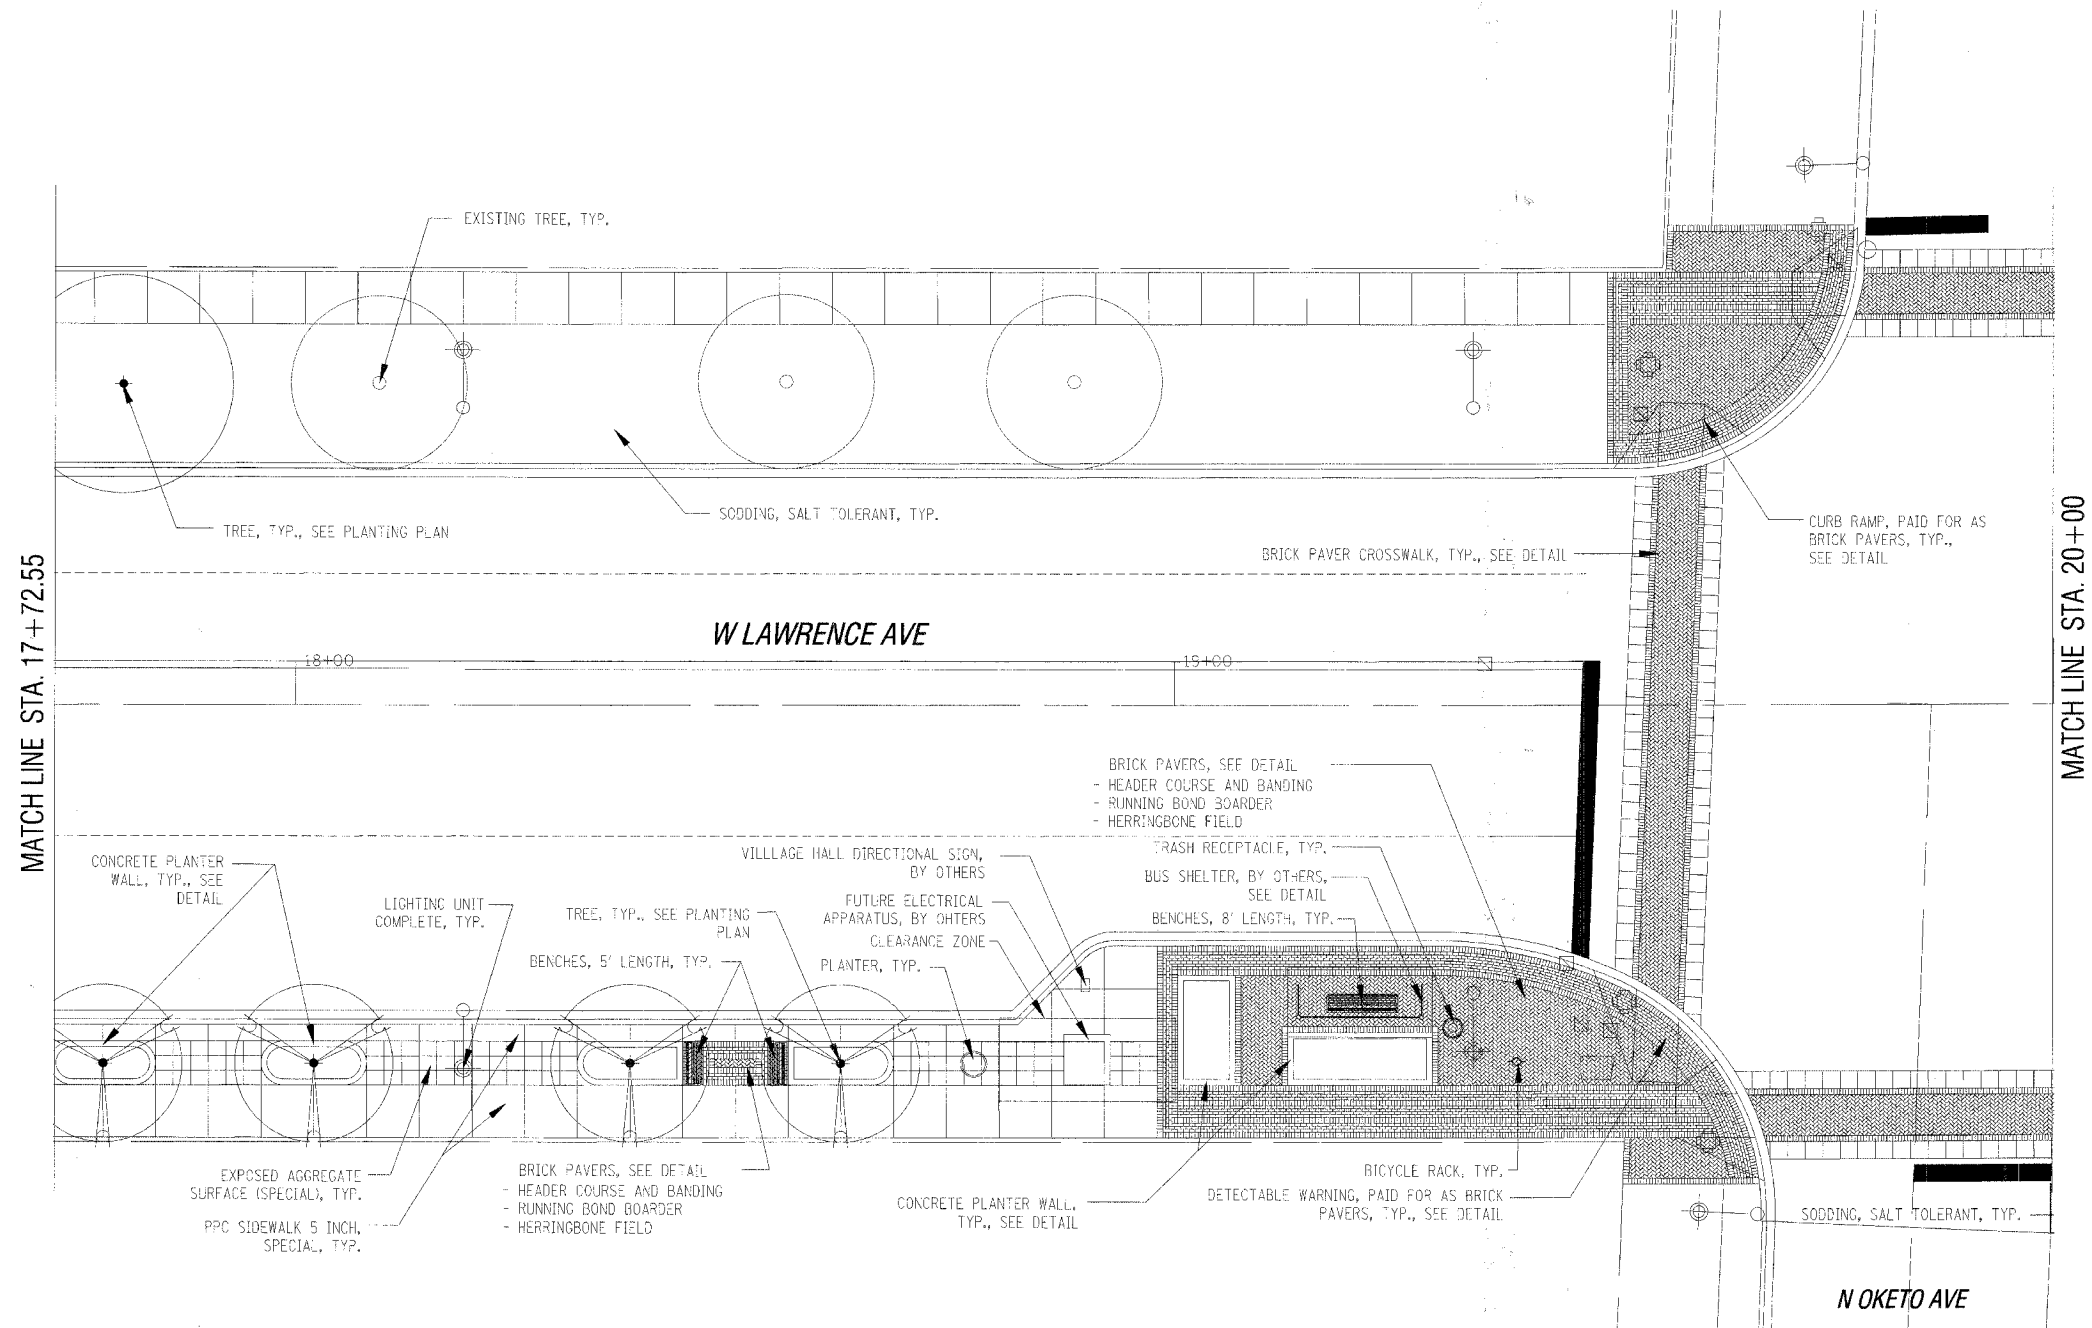 EXISTING TREE, TYP.
TREE, TYP., SEE PLANTING PLAN
SODDING, SALT TOLERANT, TYP.
CURB RAMP, PAID FOR AS
BRICK PAVERS, TYP.,
SEE DETAIL
BRICK PAVER CROSSWALK, TYP., SEE DETAIL
MATCH LINE STA. 17+72.55
MATCH LINE STA. 20+00
W LAWRENCE AVE
18+00
19+00
BRICK PAVERS, SEE DETAIL
- HEADER COURSE AND BANDING
- RUNNING BOND BOARDER
- HERRINGBONE FIELD
CONCRETE PLANTER
WALL, TYP., SEE
DETAIL
LIGHTING UNIT
COMPLETE, TYP.
TREE, TYP., SEE PLANTING
PLAN
BENCHES, 5' LENGTH, TYP.
VILLLAGE HALL DIRECTIONAL SIGN,
BY OTHERS
FUTURE ELECTRICAL
APPARATUS, BY OHTERS
CLEARANCE ZONE
PLANTER, TYP.
TRASH RECEPTACLE, TYP.
BUS SHELTER, BY OTHERS,
SEE DETAIL
BENCHES, 8' LENGTH, TYP.
EXPOSED AGGREGATE
SURFACE (SPECIAL), TYP.
PPC SIDEWALK 5 INCH,
SPECIAL, TYP.
BRICK PAVERS, SEE DETAIL
- HEADER COURSE AND BANDING
- RUNNING BOND BOARDER
- HERRINGBONE FIELD
CONCRETE PLANTER WALL,
TYP., SEE DETAIL
BICYCLE RACK, TYP.
DETECTABLE WARNING, PAID FOR AS BRICK
PAVERS, TYP., SEE DETAIL
SODDING, SALT TOLERANT, TYP.
N OKETO AVE